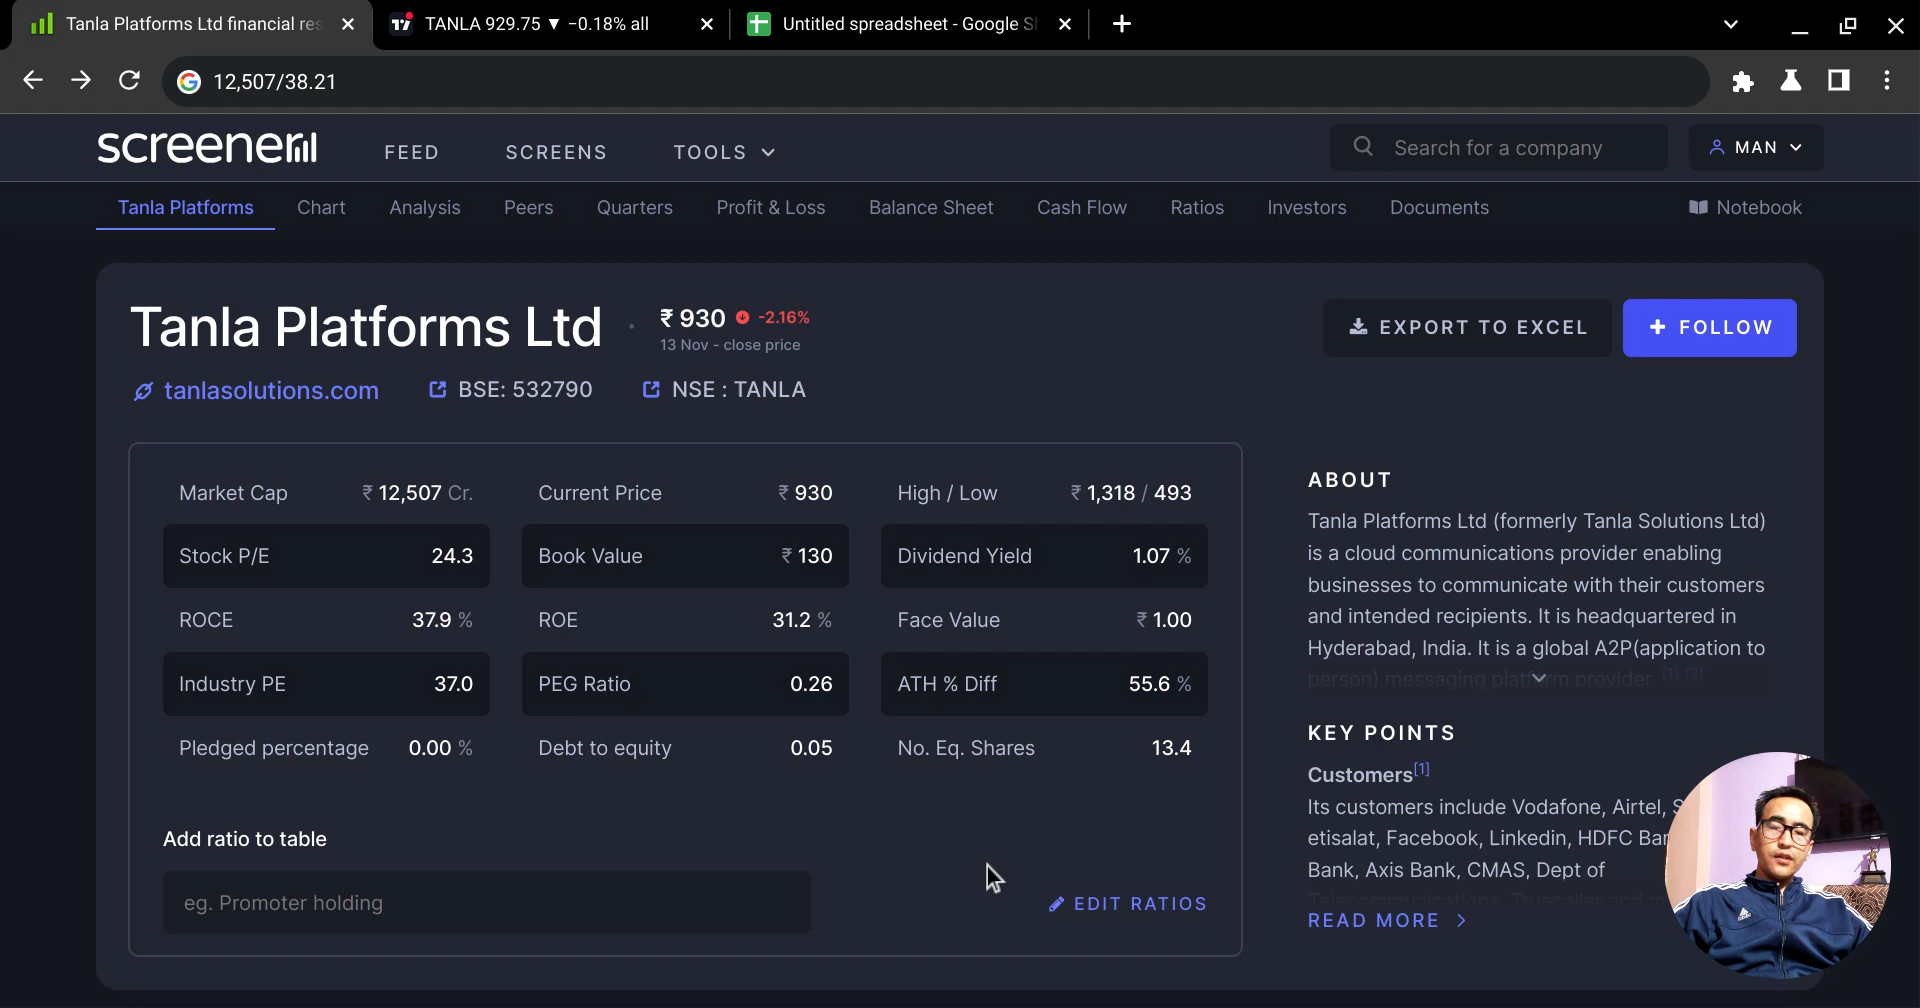 Tanla Platforms Ltd financial res
TANLA 929.75 ▼ −0.18% all
Untitled spreadsheet - Google Sh
12,507/38.21
screener
FEED
SCREENS
TOOLS
Search for a company
MAN
Tanla Platforms
Chart
Analysis
Peers
Quarters
Profit & Loss
Balance Sheet
Cash Flow
Ratios
Investors
Documents
Notebook
Tanla Platforms Ltd
₹ 930 -2.16%
13 Nov - close price
EXPORT TO EXCEL
+ FOLLOW
tanlasolutions.com
BSE: 532790
NSE : TANLA
Market Cap ₹ 12,507 Cr.
Current Price ₹ 930
High / Low ₹ 1,318 / 493
Stock P/E 24.3
Book Value ₹ 130
Dividend Yield 1.07 %
ROCE 37.9 %
ROE 31.2 %
Face Value ₹ 1.00
Industry PE 37.0
PEG Ratio 0.26
ATH % Diff 55.6 %
Pledged percentage 0.00 %
Debt to equity 0.05
No. Eq. Shares 13.4
Add ratio to table
eg. Promoter holding
EDIT RATIOS
ABOUT
Tanla Platforms Ltd (formerly Tanla Solutions Ltd)
is a cloud communications provider enabling
businesses to communicate with their customers
and intended recipients. It is headquartered in
Hyderabad, India. It is a global A2P(application to
person) messaging platform provider. [1] [2]
KEY POINTS
Customers[1]
Its customers include Vodafone, Airtel,
etisalat, Facebook, Linkedin, HDFC
Bank, Axis Bank, CMAS, Dept of
READ MORE